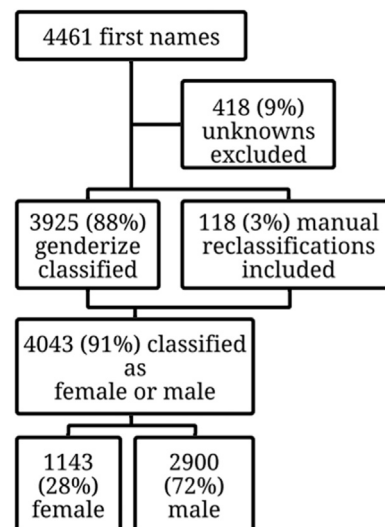 4461 first names
418 (9%)
unknowns
excluded
3925 (88%)
genderize
classified
118 (3%) manual
reclassifications
included
4043 (91%) classified
as
female or male
1143
(28%)
female
2900
(72%)
male